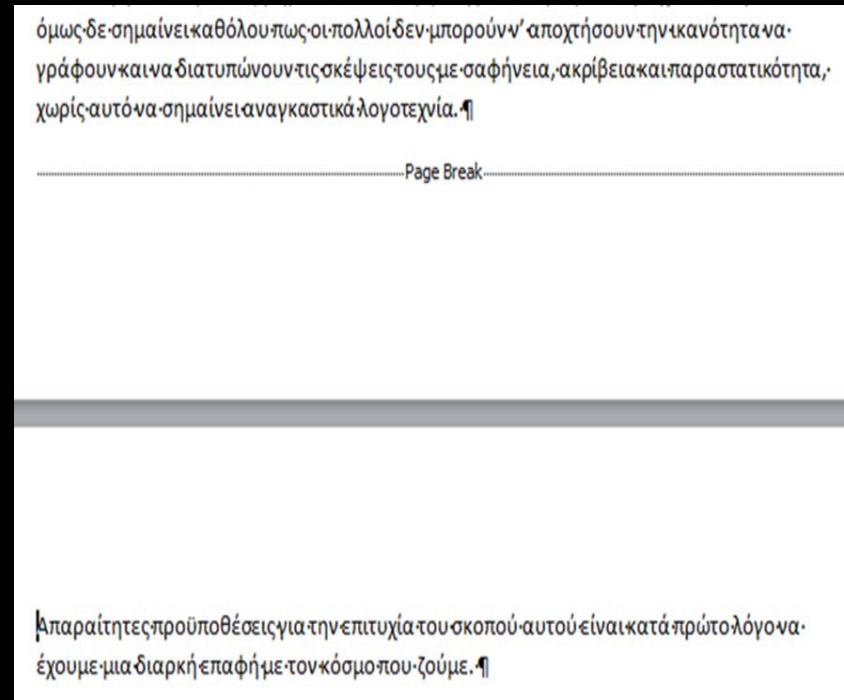 όμως δε σημαίνει καθόλου πως οι πολλοί δεν μπορούν ν' αποχτήσουν την ικανότητα να
γράφουν και να διατυπώνουν τις σκέψεις τους με σαφήνεια, ακρίβεια και παραστατικότητα,
χωρίς αυτό να σημαίνει αναγκαστικά λογοτεχνία. ¶
Page Break
Απαραίτητες προϋποθέσεις για την επιτυχία του σκοπού αυτού είναι κατά πρώτο λόγο να
έχουμε μια διαρκή επαφή με τον κόσμο που ζούμε. ¶